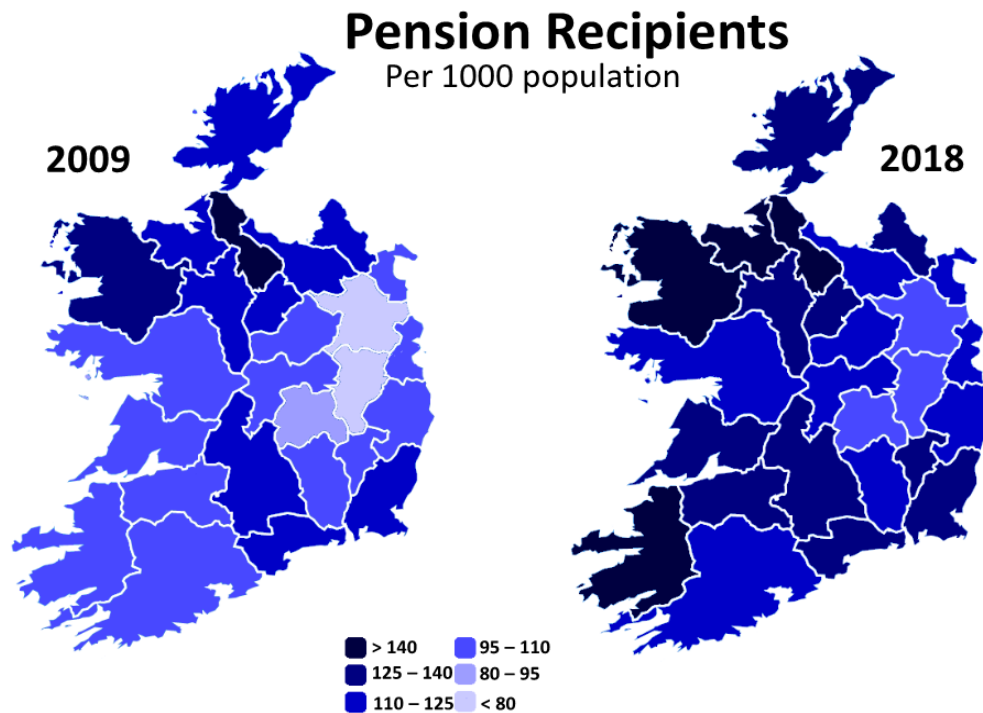 Pension Recipients
Per 1000 population
2009
2018
> 140
95 – 110
125 – 140
80 – 95
110 – 125
< 80